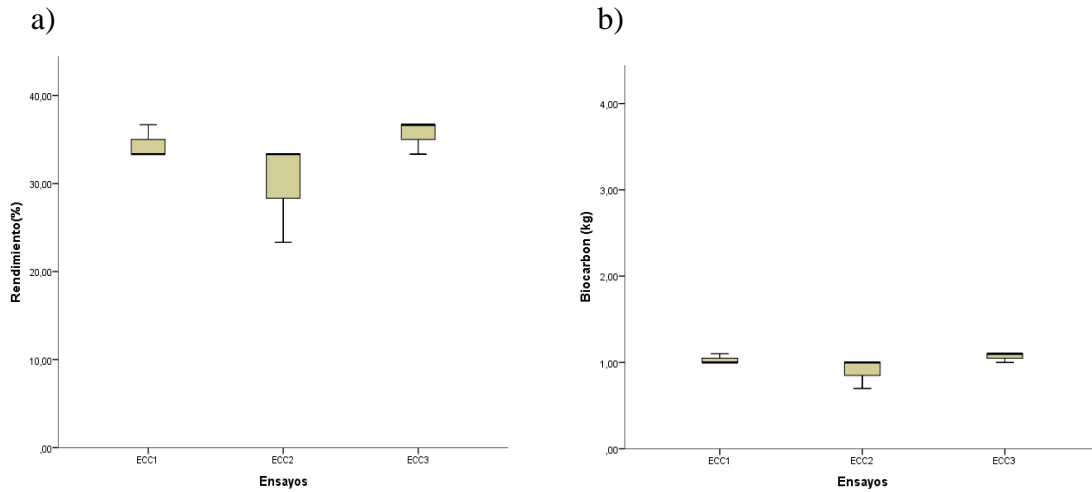 a)
Rendimiento(%)
40,00
30,00
20,00
10,00
,00
ECC1 ECC2 ECC3
Ensayos
b)
Biocarbon (kg)
4,00
3,00
2,00
1,00
,00
ECC1 ECC2 ECC3
Ensayos